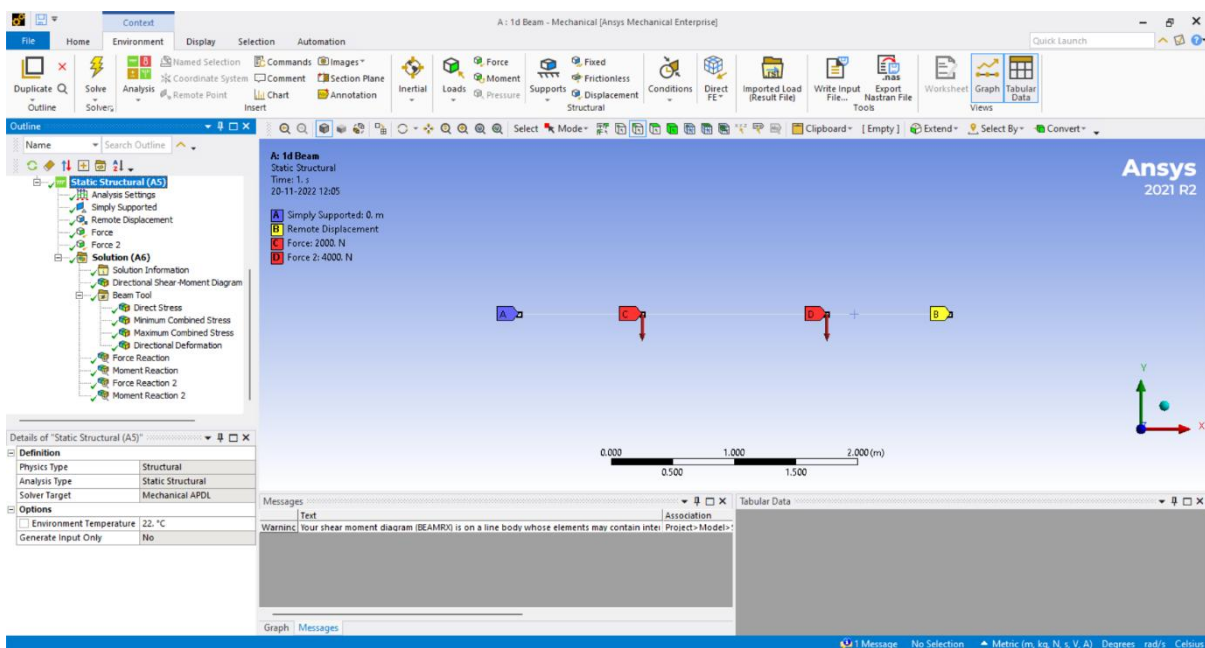 Context
A : 1d Beam - Mechanical [Ansys Mechanical Enterprise]
File Home Environment Display Selection Automation
Quick Launch
Duplicate Q
Outline
Solve
Solver
Analysis
Named Selection
Coordinate System
Remote Point
Commands
Comment
Chart
Images
Section Plane
Annotation
Insert
Inertial
Loads
Force
Moment
Pressure
Supports
Fixed
Frictionless
Displacement
Conditions
Direct FE
Structural
Imported Load (Result File)
Write Input File...
.nas
Export Nastran File
Tools
Worksheet
Graph
Tabular Data
Views
Outline
Select Mode
Clipboard [ Empty ] Extend Select By Convert
Name Search Outline
Static Structural (A5)
Analysis Settings
Simply Supported
Remote Displacement
Force
Force 2
Solution (A6)
Solution Information
Directional Shear-Moment Diagram
Beam Tool
Direct Stress
Minimum Combined Stress
Maximum Combined Stress
Directional Deformation
Force Reaction
Moment Reaction
Force Reaction 2
Moment Reaction 2
A: 1d Beam
Static Structural
Time: 1. s
20-11-2022 12:05
A Simply Supported: 0. m
B Remote Displacement
C Force: 2000. N
D Force 2: 4000. N
Ansys
2021 R2
A C D B
Y
X
0.000 1.000 2.000 (m)
0.500 1.500
Details of "Static Structural (A5)"
Definition
Physics Type Structural
Analysis Type Static Structural
Solver Target Mechanical APDL
Options
Environment Temperature 22. °C
Generate Input Only No
Messages
Text Association
Warning Your shear moment diagram (BEAMRX) is on a line body whose elements may contain inte Project>Model>
Graph Messages
Tabular Data
1 Message No Selection Metric (m, kg, N, s, V, A) Degrees rad/s Celsius